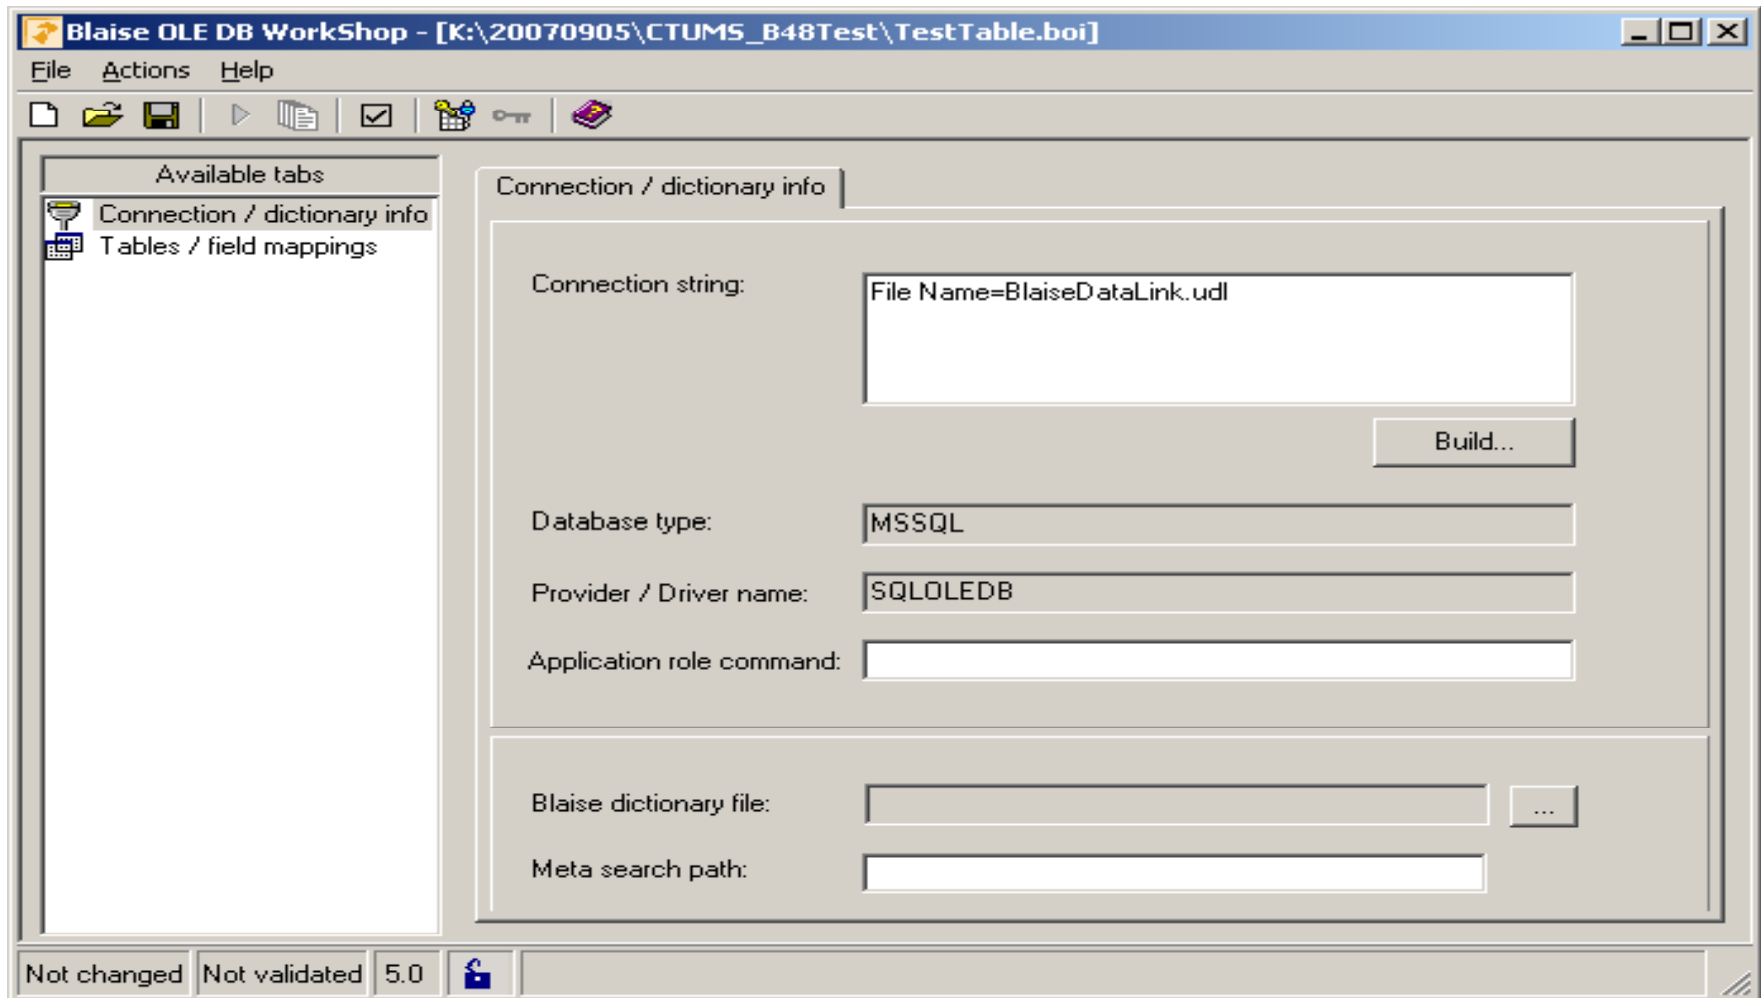 Blaise OLE DB WorkShop - [K:\20070905\CTUMS_B48Test\TestTable.boi]
File Actions Help
Available tabs
Connection / dictionary info
Tables / field mappings
Connection / dictionary info
Connection string:
File Name=BlaiseDataLink.udl
Build...
Database type:
MSSQL
Provider / Driver name:
SQLOLEDB
Application role command:
Blaise dictionary file:
...
Meta search path:
Not changed Not validated 5.0